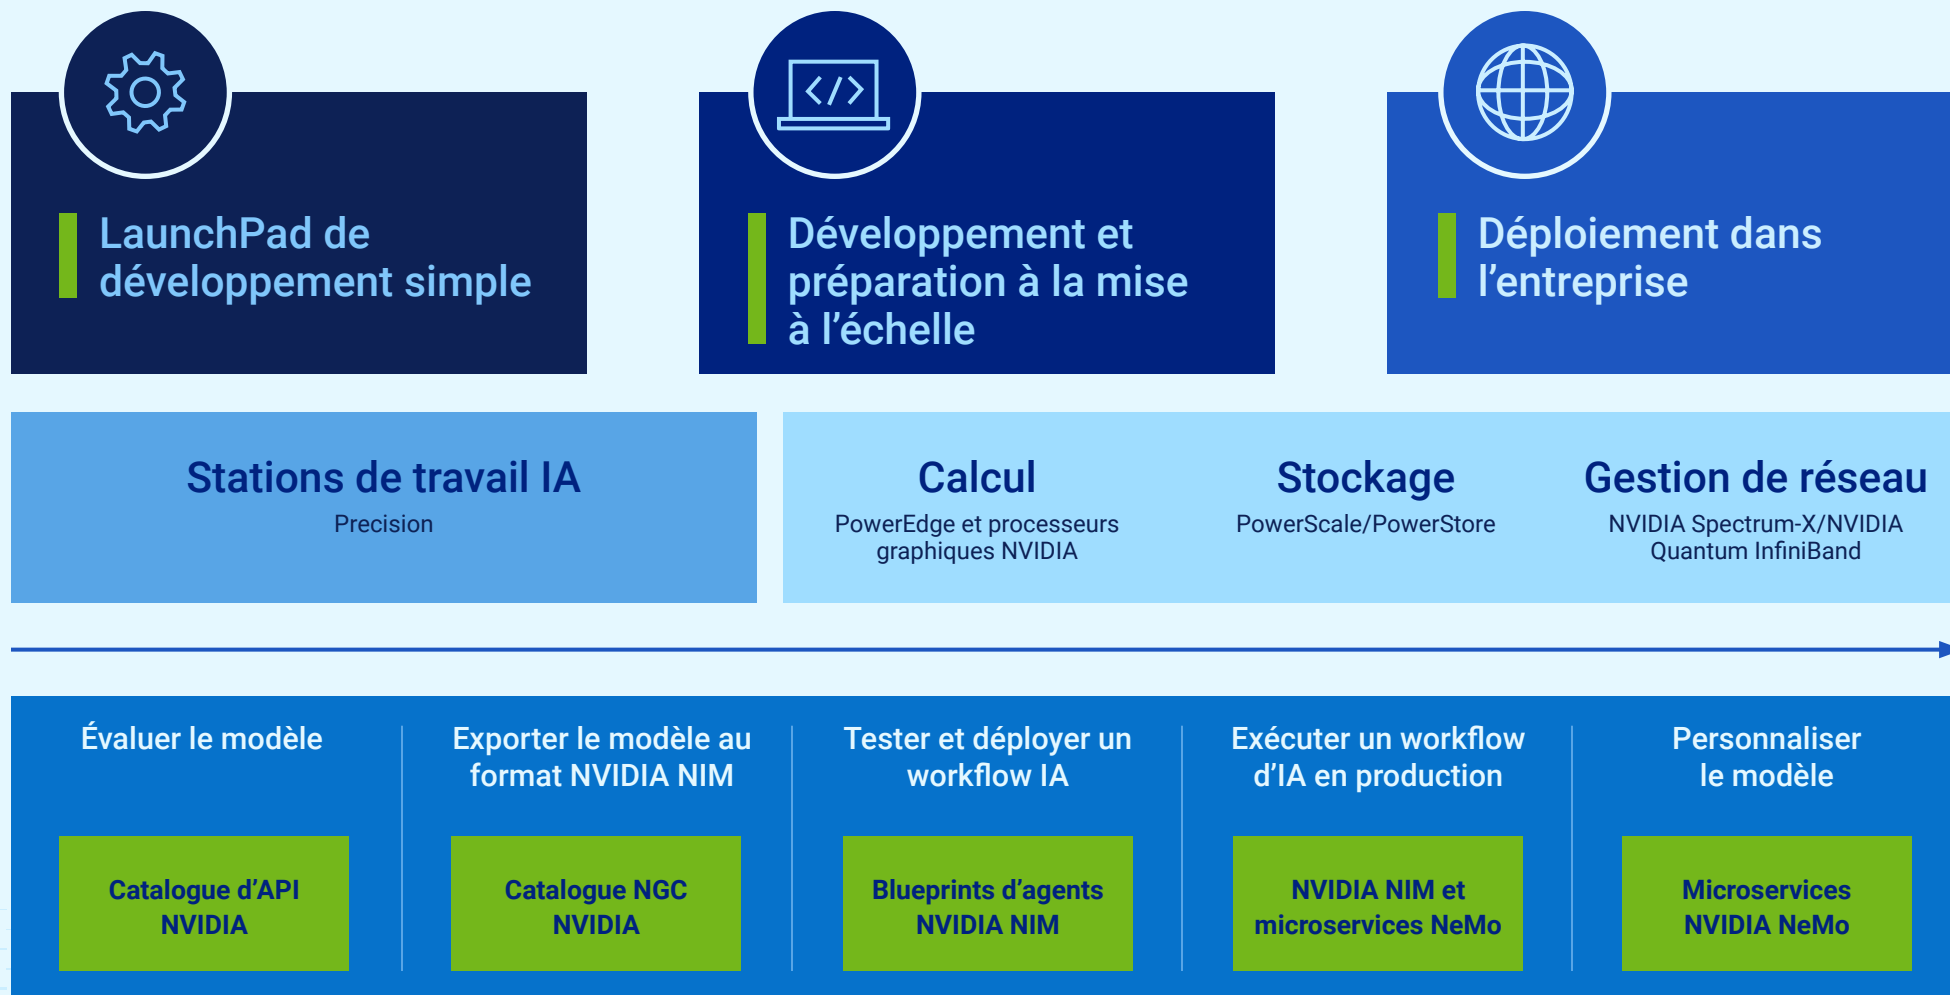 LaunchPad de
développement simple
Développement et
préparation à la mise
à l’échelle
Déploiement dans
l’entreprise
Stations de travail IA
Precision
Calcul
PowerEdge et processeurs
graphiques NVIDIA
Stockage
PowerScale/PowerStore
Gestion de réseau
NVIDIA Spectrum-X/NVIDIA
Quantum InfiniBand
Évaluer le modèle
Exporter le modèle au
format NVIDIA NIM
Tester et déployer un
workflow IA
Exécuter un workflow
d’IA en production
Personnaliser
le modèle
Catalogue d’API
NVIDIA
Catalogue NGC
NVIDIA
Blueprints d’agents
NVIDIA NIM
NVIDIA NIM et
microservices NeMo
Microservices
NVIDIA NeMo